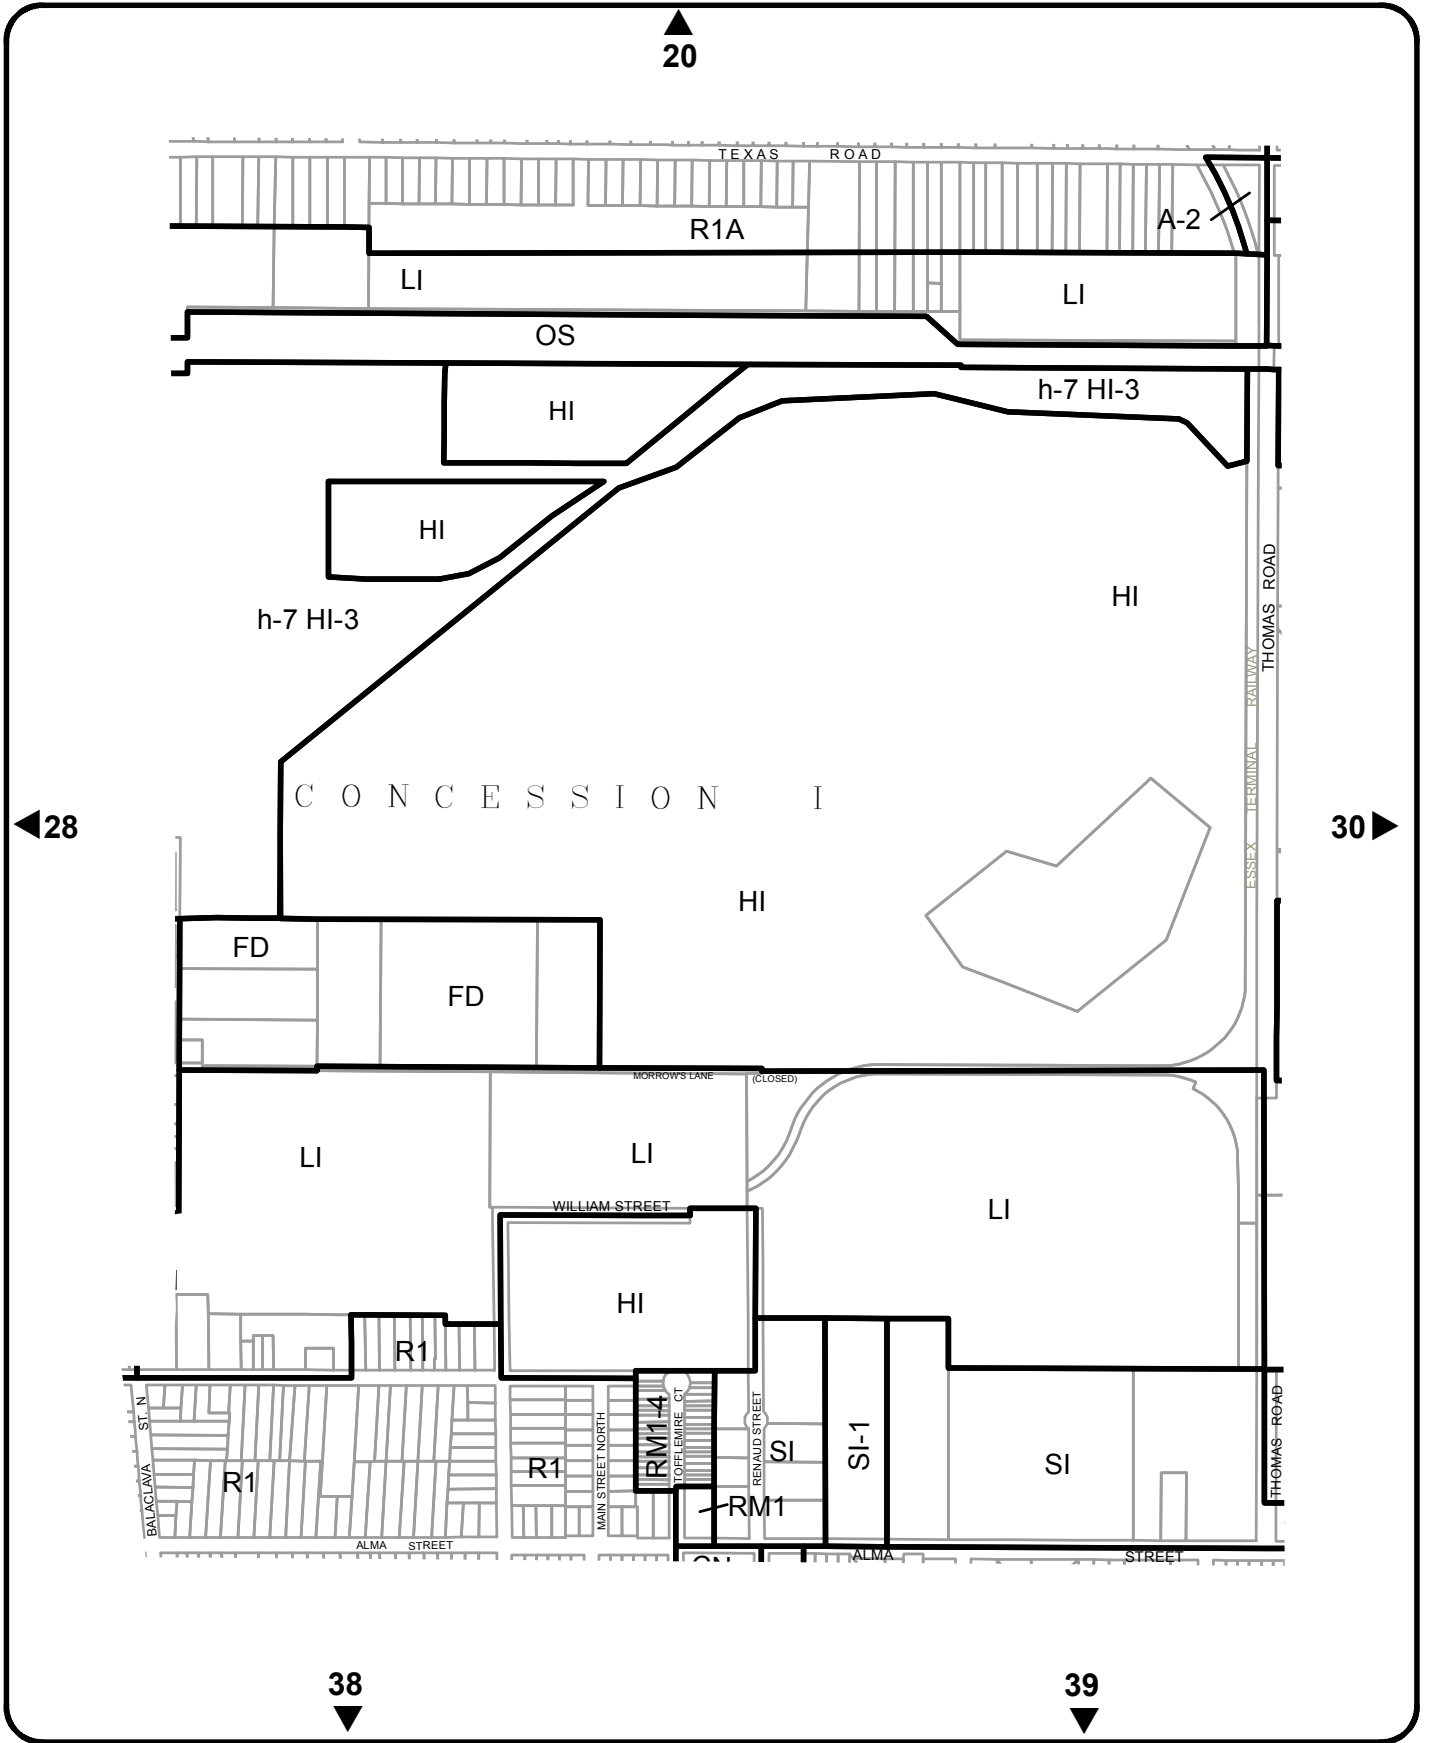 20
TEXAS ROAD
A-2
R1A
LI
LI
OS
h-7 HI-3
HI
HI
THOMAS ROAD
HI
h-7 HI-3
ESSEX TERMINAL RAILWAY
CONCESSION I
28
30
HI
FD
FD
MORROW'S LANE (CLOSED)
LI
LI
WILLIAM STREET
LI
HI
R1
BALACLAVA ST. N
R1
R1
MAIN STREET NORTH
RM1-4
TOFFLEMIRE CT
RENAUD STREET
SI
SI-1
SI
THOMAS ROAD
RM1
ALMA STREET
ALMA STREET
38
39